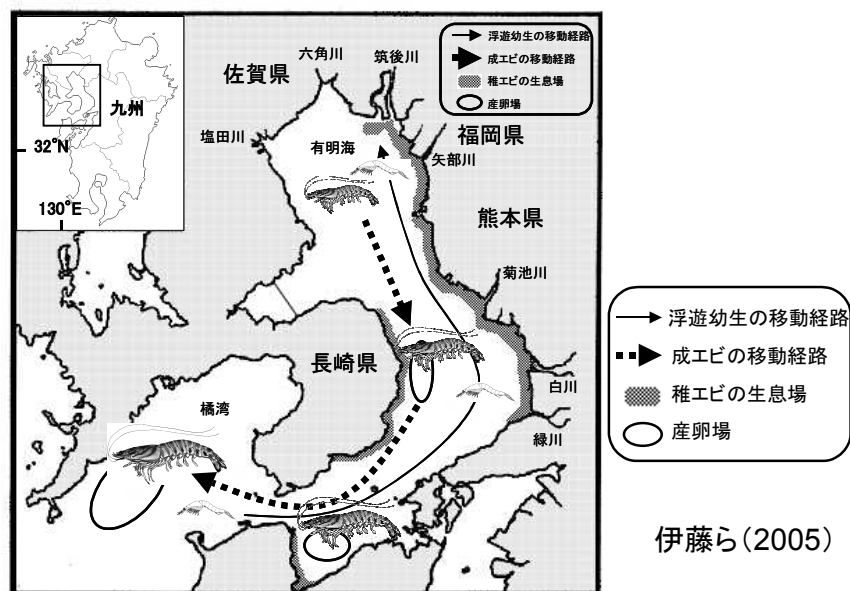 九州
32°N
130°E
浮遊幼生の移動経路
成エビの移動経路
稚エビの生息場
産卵場
六角川
筑後川
佐賀県
福岡県
塩田川
有明海
矢部川
熊本県
菊池川
長崎県
白川
橘湾
緑川
浮遊幼生の移動経路
成エビの移動経路
稚エビの生息場
産卵場
伊藤ら(2005)